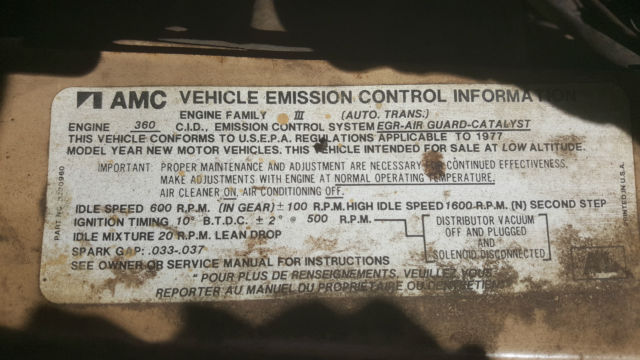 AMC VEHICLE EMISSION CONTROL INFORMATION
ENGINE FAMILY III (AUTO. TRANS.)
ENGINE 360 C.I.D., EMISSION CONTROL SYSTEM EGR-AIR GUARD-CATALYST
THIS VEHICLE CONFORMS TO U.S.E.P.A. REGULATIONS APPLICABLE TO 1977
MODEL YEAR NEW MOTOR VEHICLES. THIS VEHICLE INTENDED FOR SALE AT LOW ALTITUDE.
IMPORTANT: PROPER MAINTENANCE AND ADJUSTMENT ARE NECESSARY FOR CONTINUED EFFECTIVENESS.
MAKE ADJUSTMENTS WITH ENGINE AT NORMAL OPERATING TEMPERATURE,
AIR CLEANER ON, AIR CONDITIONING OFF.
IDLE SPEED 600 R.P.M. (IN GEAR) ± 100 R.P.M. HIGH IDLE SPEED 1600 R.P.M. (N) SECOND STEP
IGNITION TIMING 10° B.T.D.C. ± 2° @ 500 R.P.M.
IDLE MIXTURE 20 R.P.M. LEAN DROP
SPARK GAP: .033-.037
DISTRIBUTOR VACUUM
OFF AND PLUGGED
AND
SOLENOID DISCONNECTED
SEE OWNER OR SERVICE MANUAL FOR INSTRUCTIONS
" POUR PLUS DE RENSEIGNEMENTS, VEUILLEZ VOUS
REPORTER AU MANUEL DU PROPRIÉTAIRE OU D'ENTRETIEN"
PART NO.
PRINTED IN U.S.A.